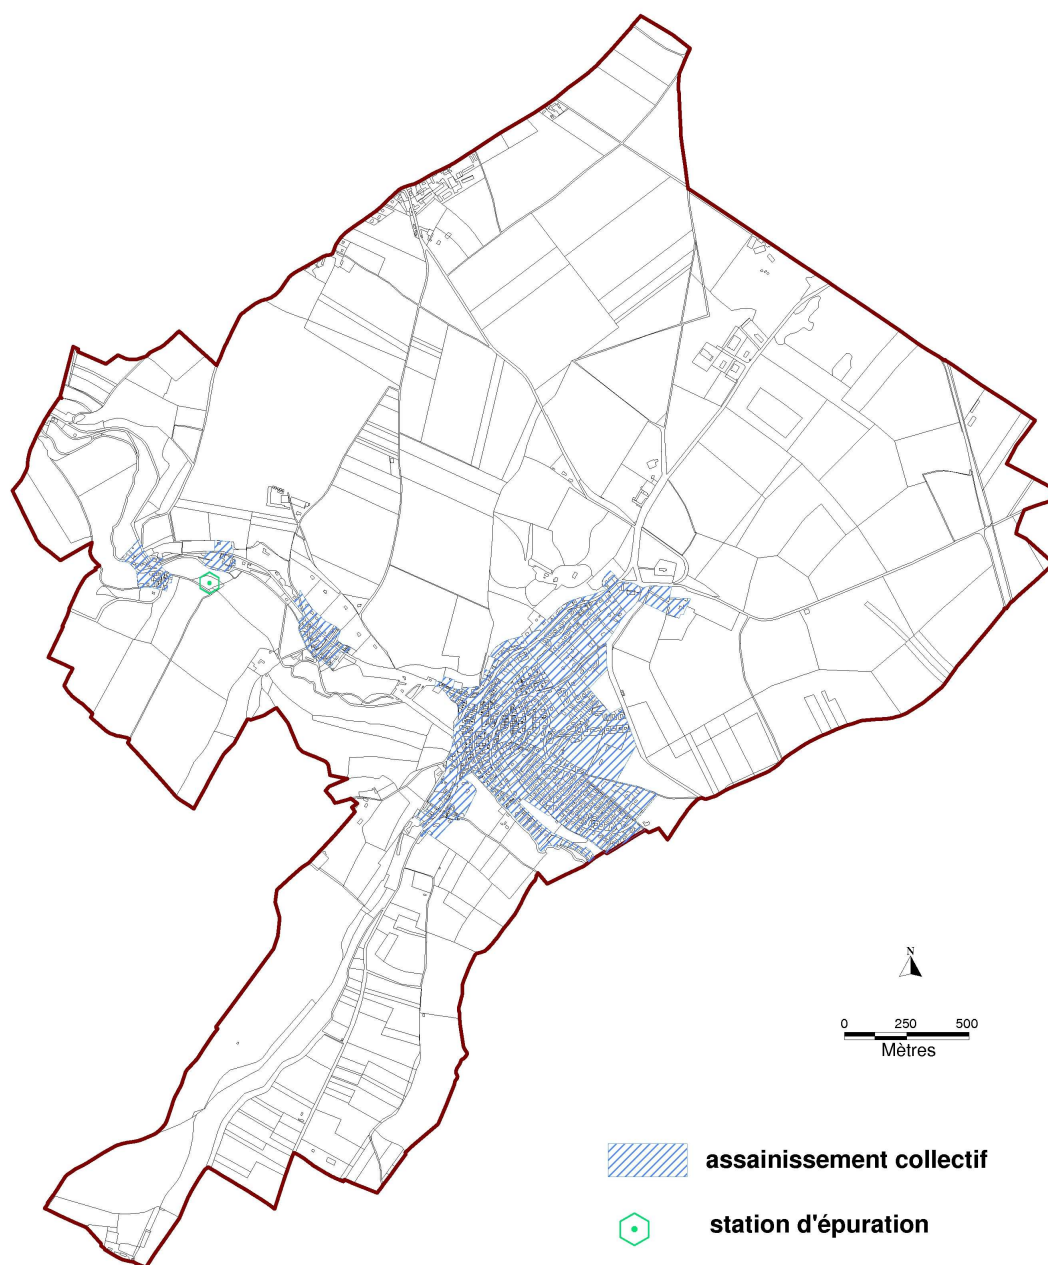 N
0 250 500
Mètres
assainissement collectif
station d'épuration